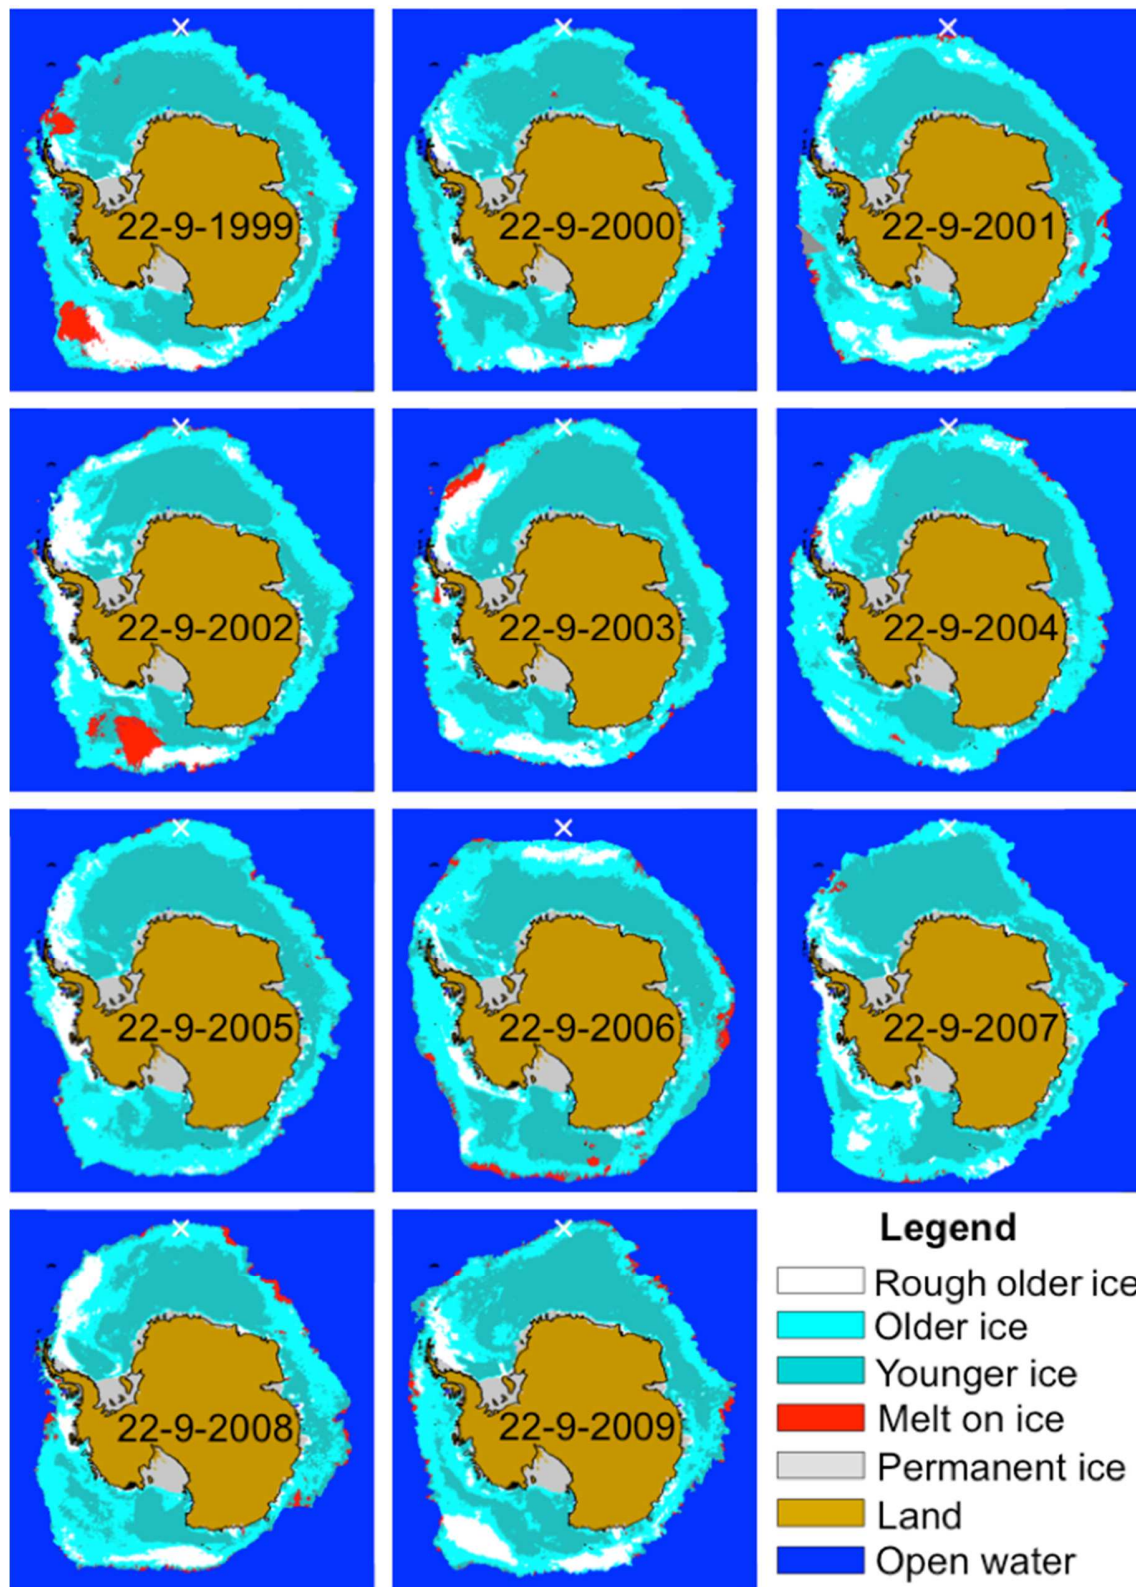 22-9-1999
22-9-2000
22-9-2001
22-9-2002
22-9-2003
22-9-2004
22-9-2005
22-9-2006
22-9-2007
22-9-2008
22-9-2009
Legend
Rough older ice
Older ice
Younger ice
Melt on ice
Permanent ice
Land
Open water